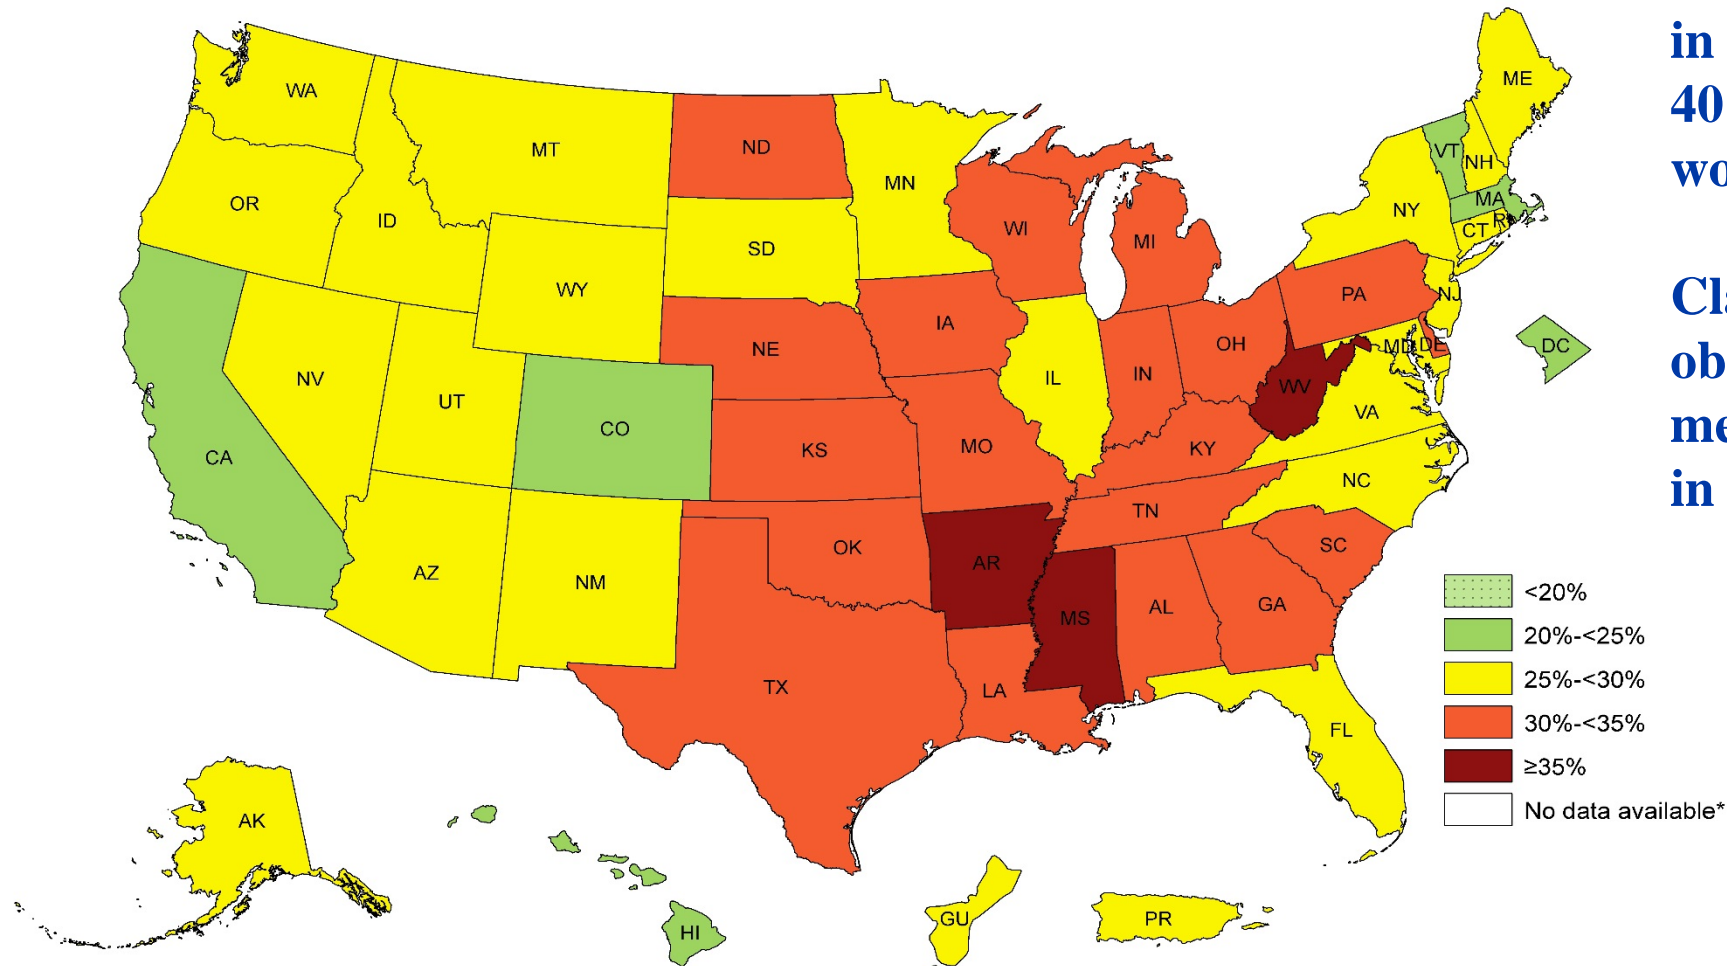 in
40
wo
ME
WA
MT
ND
VT
NH
MN
OR
ID
MA
NY
WI
CT
RI
SD
MI
WY
PA
NJ
IA
OH
DC
NE
MD
DE
NV
IL
IN
WV
UT
CO
VA
CA
KS
MO
KY
NC
TN
OK
SC
AR
AZ
NM
AL
GA
MS
TX
LA
FL
AK
GU
PR
HI
Cla
ob
me
in
<20%
20%-<25%
25%-<30%
30%-<35%
≥35%
No data available*